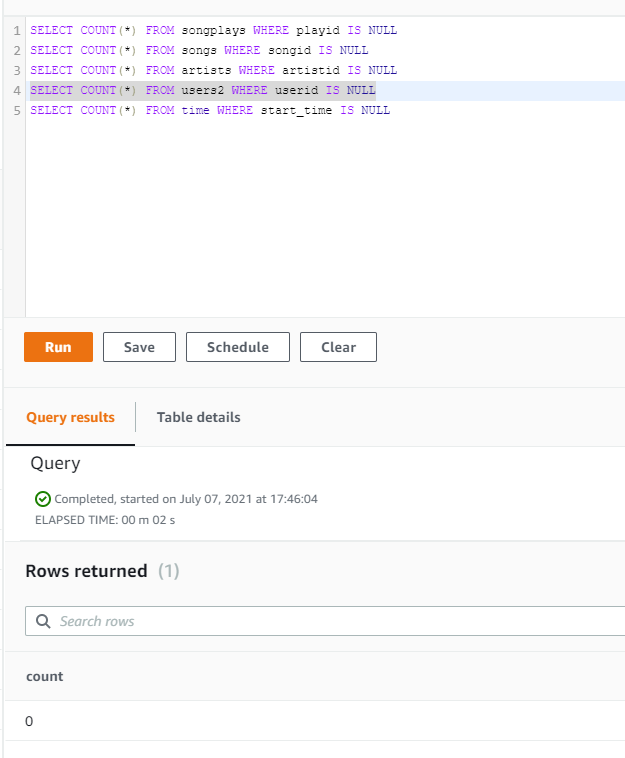 1 SELECT COUNT(*) FROM songplays WHERE playid IS NULL
2 SELECT COUNT(*) FROM songs WHERE songid IS NULL
3 SELECT COUNT(*) FROM artists WHERE artistid IS NULL
4 SELECT COUNT(*) FROM users2 WHERE userid IS NULL
5 SELECT COUNT(*) FROM time WHERE start_time IS NULL
Run Save Schedule Clear
Query results Table details
Query
Completed, started on July 07, 2021 at 17:46:04
ELAPSED TIME: 00 m 02 s
Rows returned (1)
Search rows
count
0